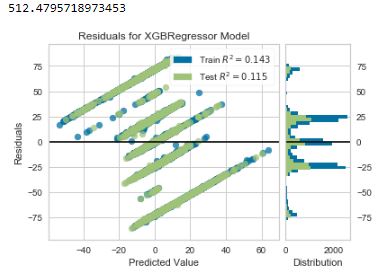 512.4795718973453
Residuals for XGBRegressor Model
Train R² = 0.143
Test R² = 0.115
Residuals
75
50
25
0
−25
−50
−75
75
50
25
0
−25
−50
−75
−40 −20 0 20 40 60
0 2000
Predicted Value
Distribution